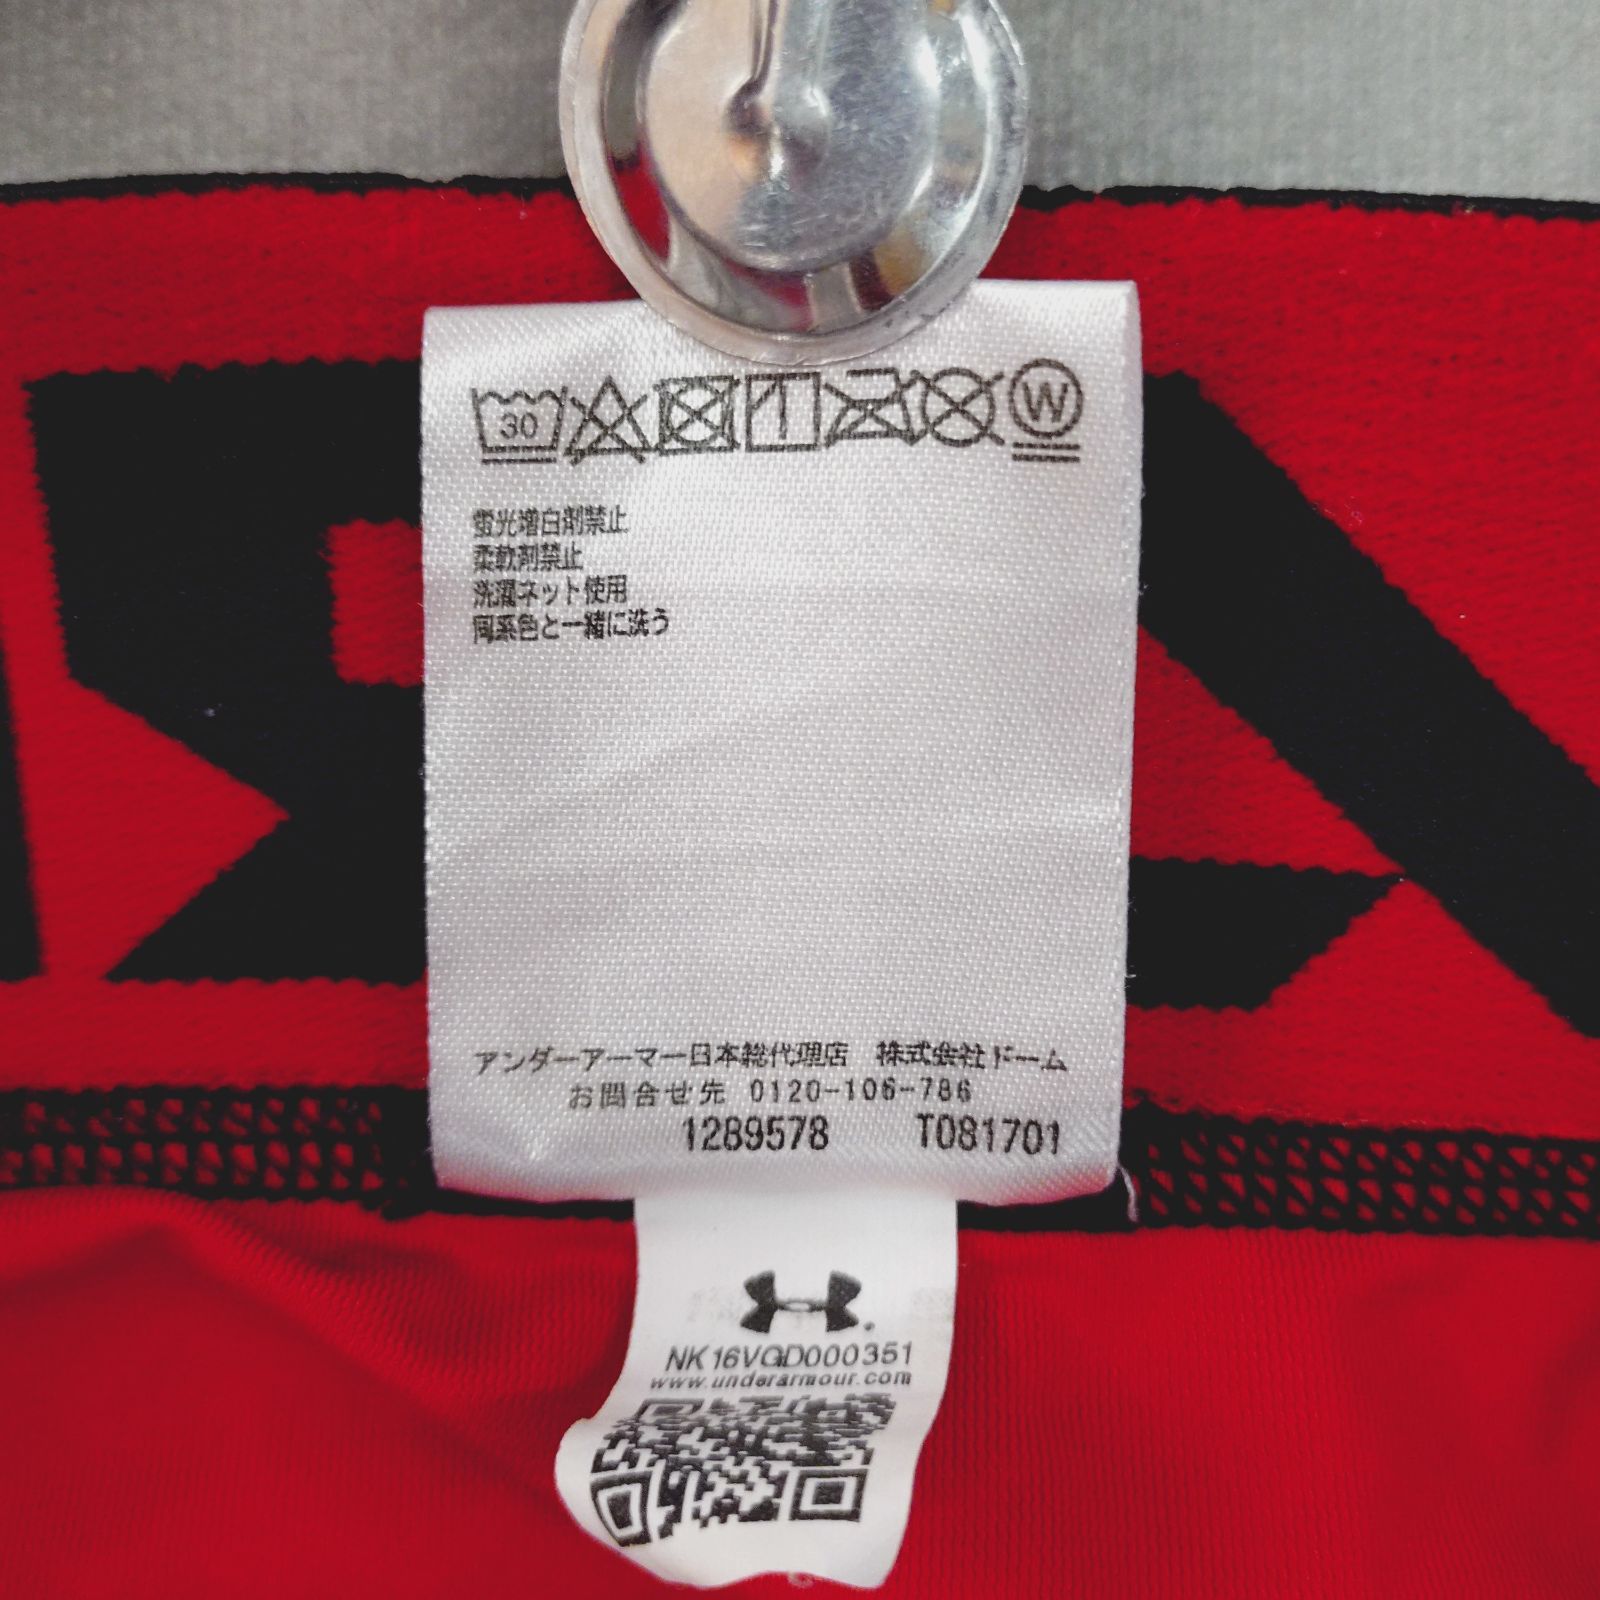 30
W
蛍光増白剤禁止
柔軟剤禁止
洗濯ネット使用
同系色と一緒に洗う
アンダーアーマー日本総代理店 株式会社ドーム
お問合せ先 0120-106-786
1289578 T081701
NK16VGD000351
www.underarmour.com